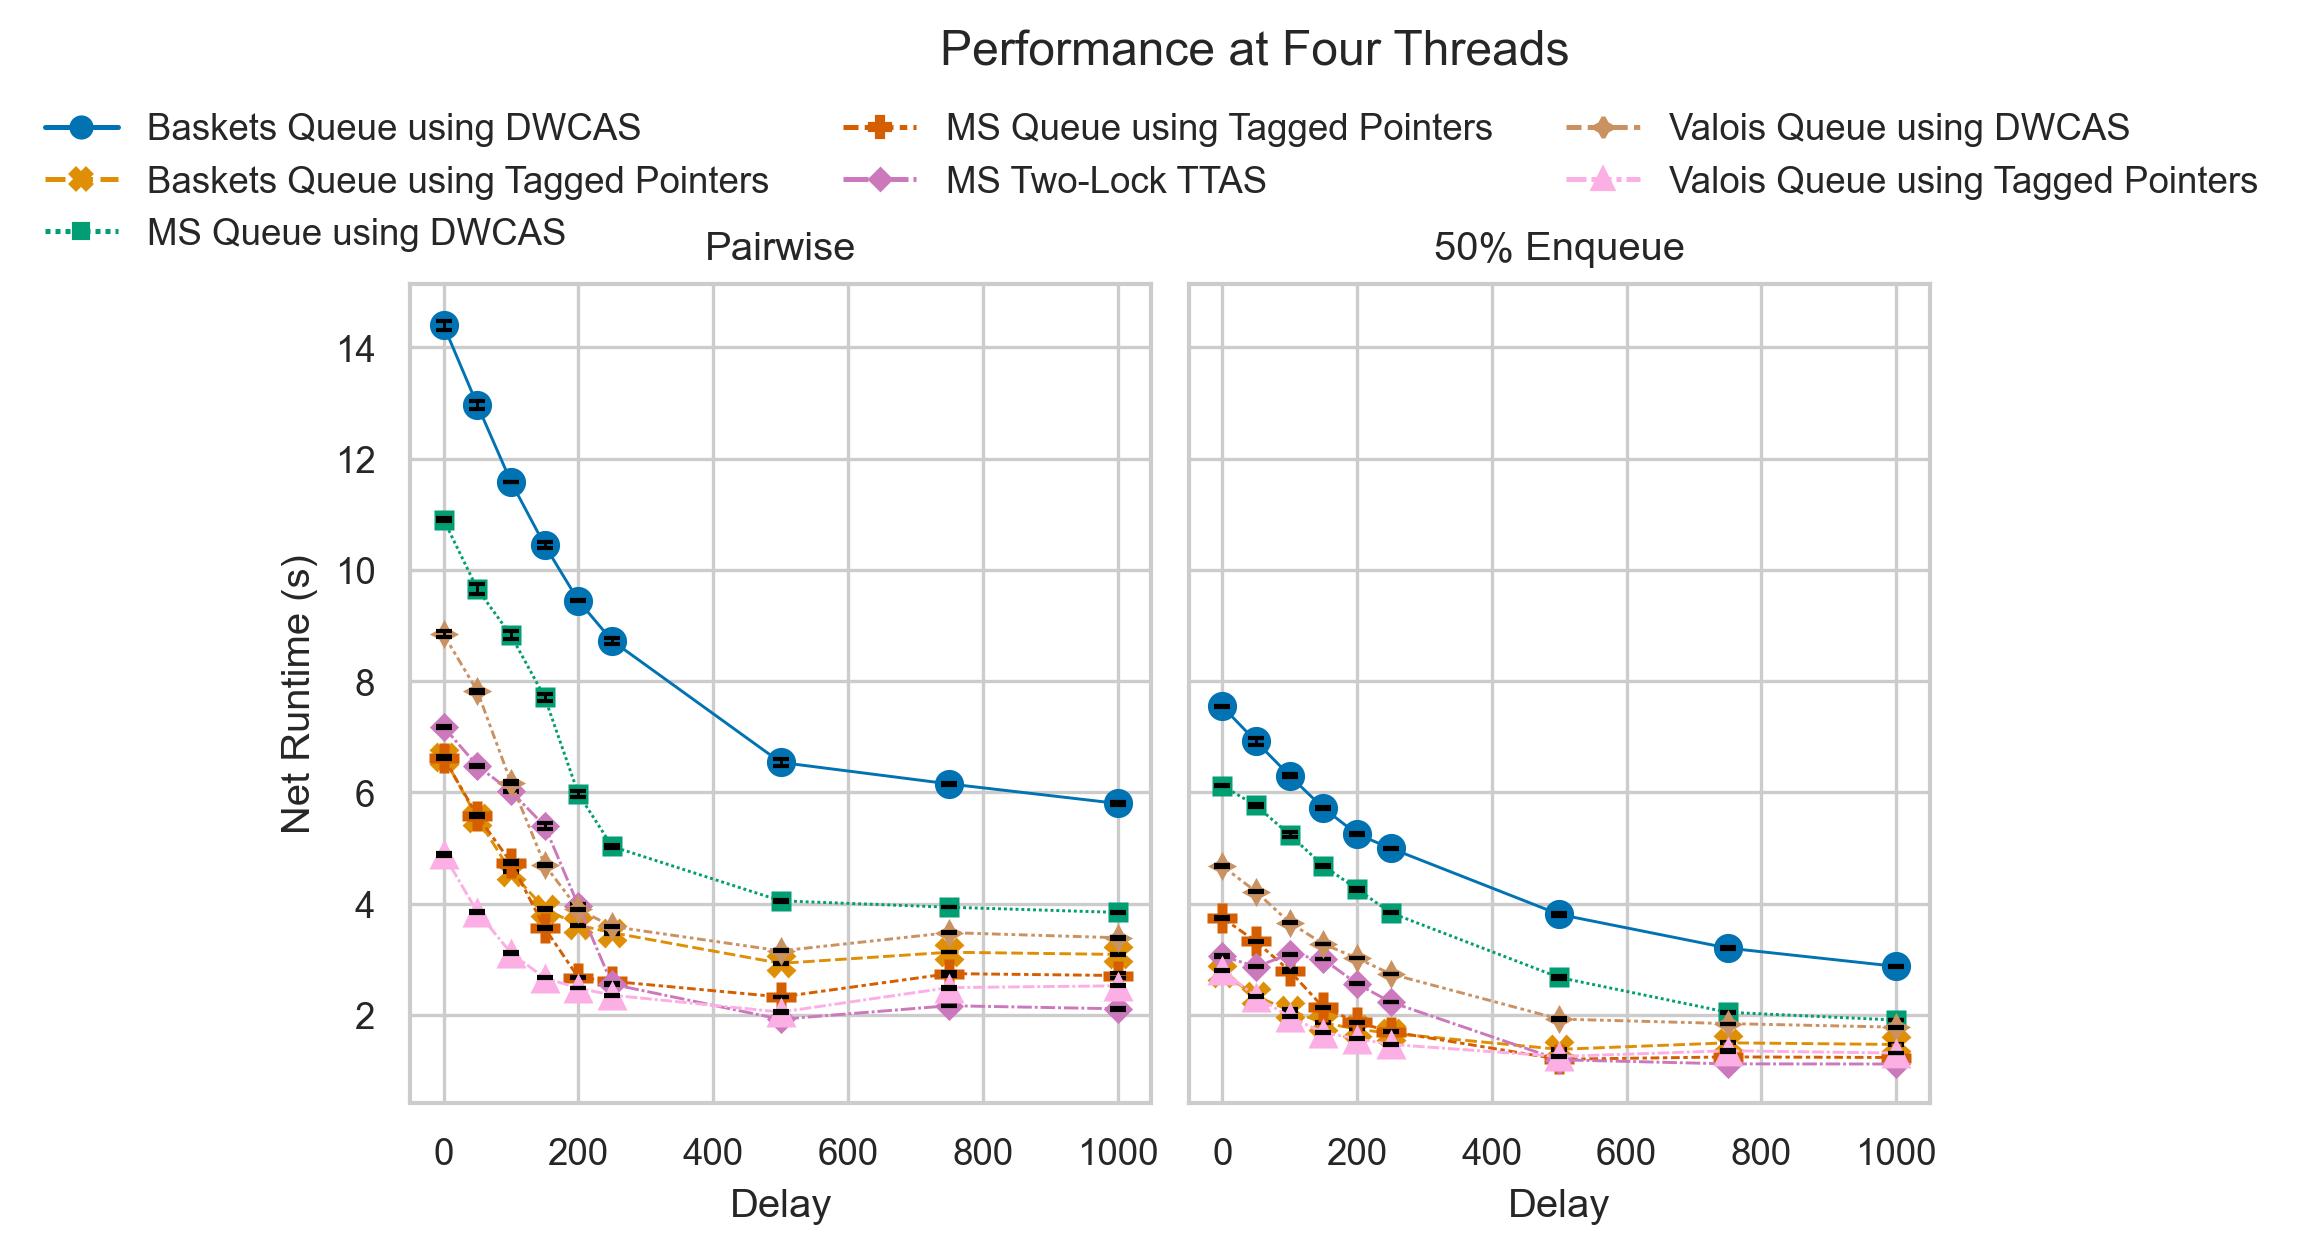 Performance at Four Threads
Baskets Queue using DWCAS
Baskets Queue using Tagged Pointers
MS Queue using DWCAS
MS Queue using Tagged Pointers
MS Two-Lock TTAS
Valois Queue using DWCAS
Valois Queue using Tagged Pointers
Pairwise
50% Enqueue
Net Runtime (s)
14
12
10
8
6
4
2
0 200 400 600 800 1000
0 200 400 600 800 1000
Delay
Delay